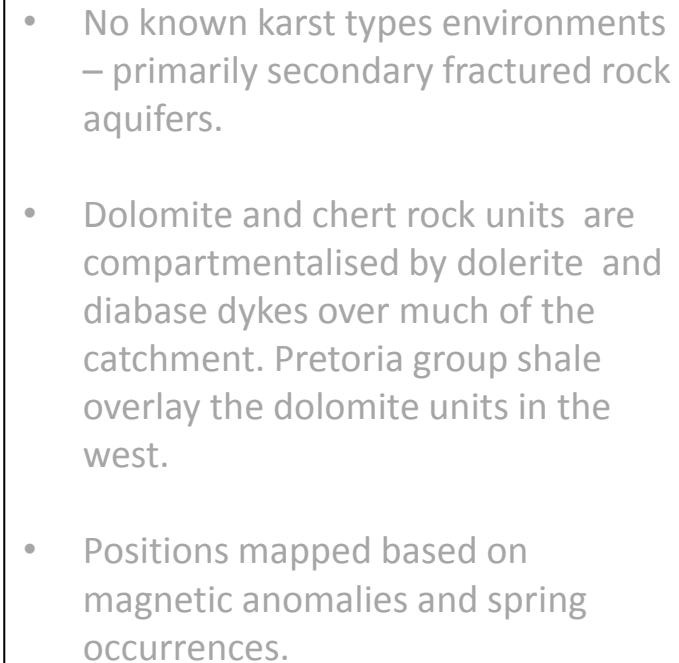 • No known karst types environments
– primarily secondary fractured rock
aquifers.
• Dolomite and chert rock units  are
compartmentalised by dolerite  and
diabase dykes over much of the
catchment. Pretoria group shale
overlay the dolomite units in the
west.
• Positions mapped based on
magnetic anomalies and spring
occurrences.